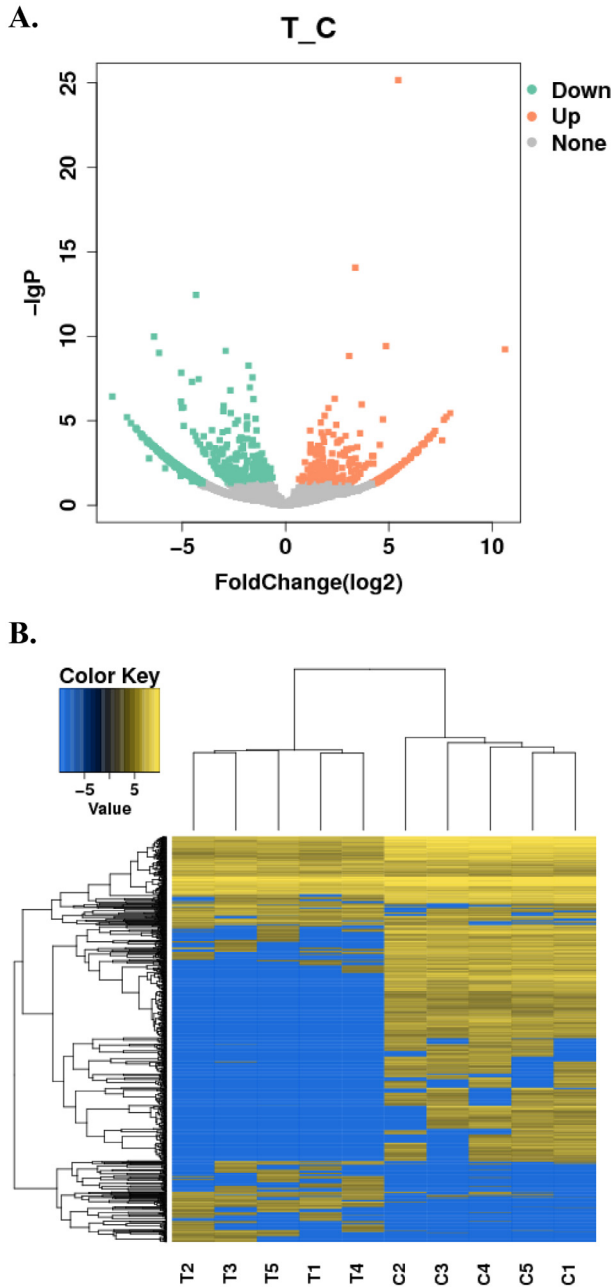 A.
T_C
25
20
15
10
5
0
-lgP
Down
Up
None
-5 0 5 10
FoldChange(log2)
B.
Color Key
-5 5
Value
T2 T3 T5 T1 T4 C2 C3 C4 C5 C1